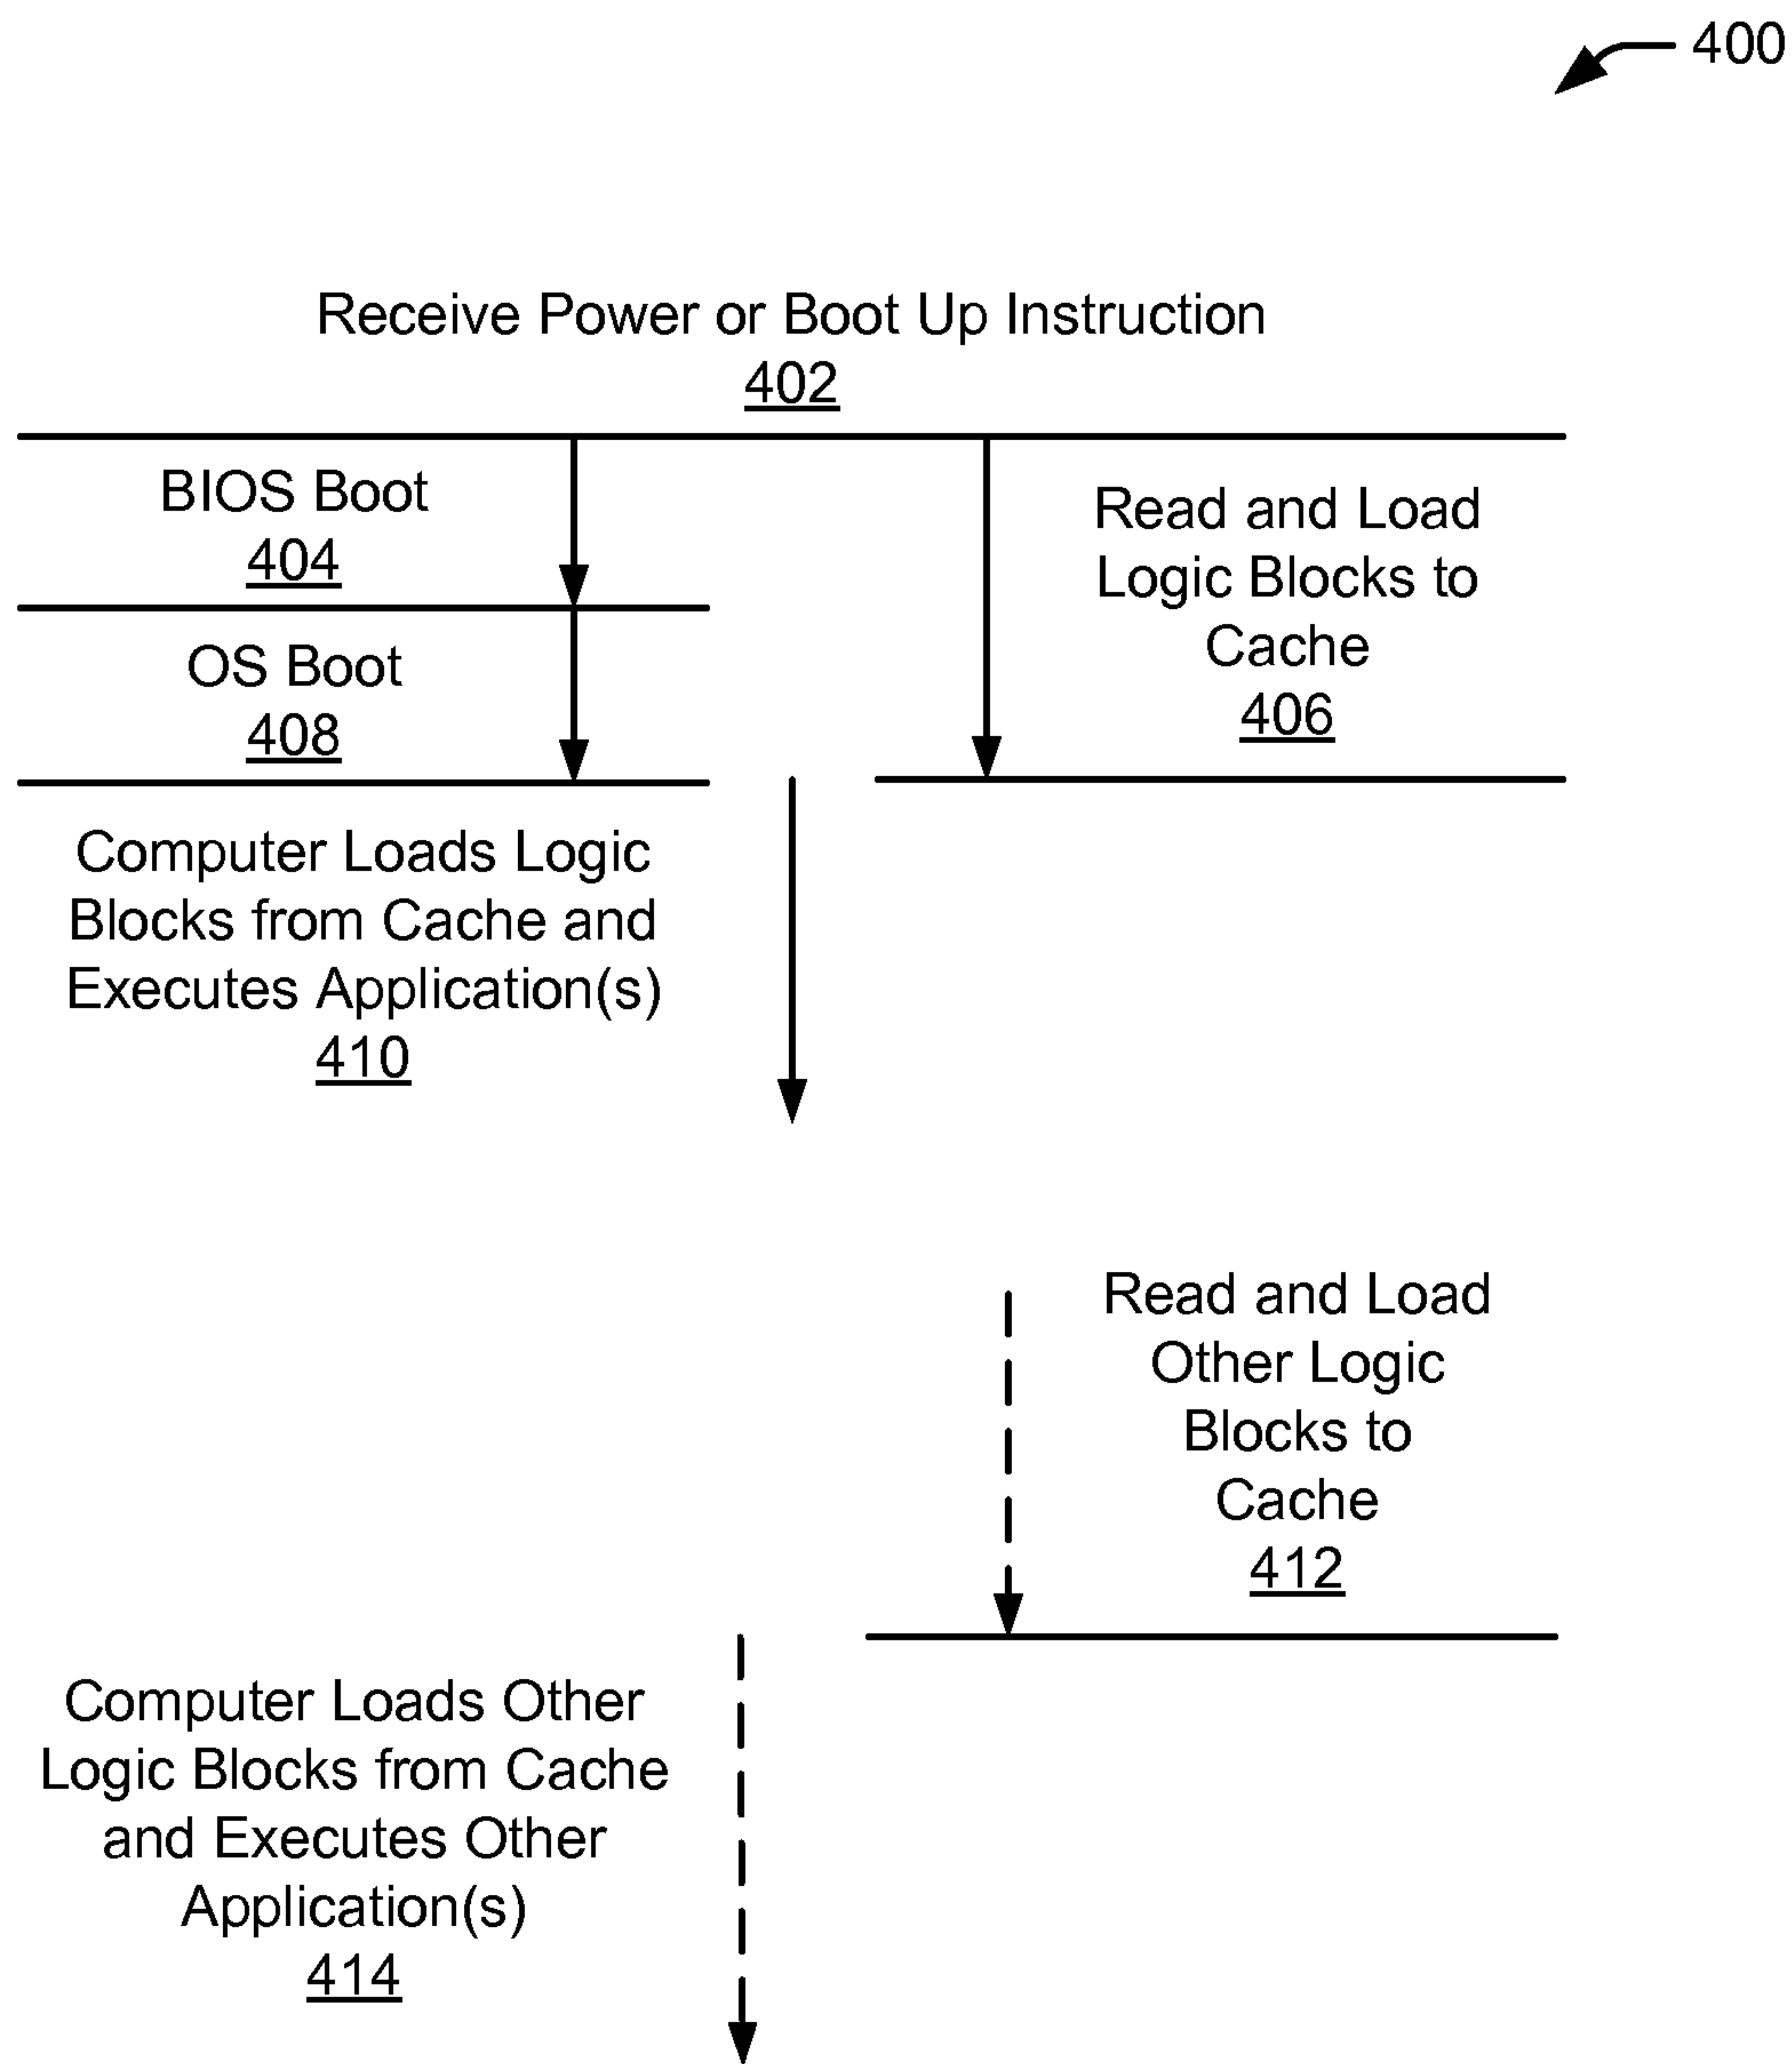 400
Receive Power or Boot Up Instruction
402
BIOS Boot
404
Read and Load
Logic Blocks to
Cache
406
OS Boot
408
Computer Loads Logic
Blocks from Cache and
Executes Application(s)
410
Read and Load
Other Logic
Blocks to
Cache
412
Computer Loads Other
Logic Blocks from Cache
and Executes Other
Application(s)
414